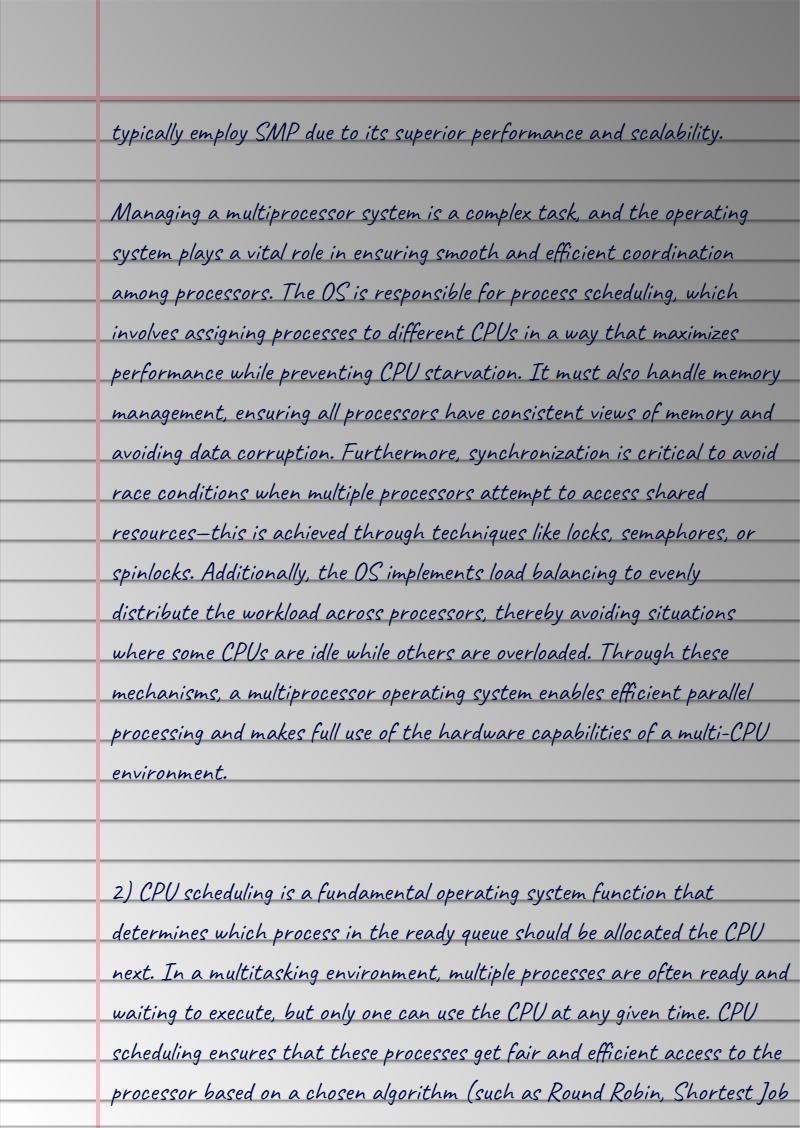 typically employ SMP due to its superior performance and scalability.
Managing a multiprocessor system is a complex task, and the operating
system plays a vital role in ensuring smooth and efficient coordination
among processors. The OS is responsible for process scheduling, which
involves assigning processes to different CPUs in a way that maximizes
performance while preventing CPU starvation. It must also handle memory
management, ensuring all processors have consistent views of memory and
avoiding data corruption. Furthermore, synchronization is critical to avoid
race conditions when multiple processors attempt to access shared
resources—this is achieved through techniques like locks, semaphores, or
spinlocks. Additionally, the OS implements load balancing to evenly
distribute the workload across processors, thereby avoiding situations
where some CPUs are idle while others are overloaded. Through these
mechanisms, a multiprocessor operating system enables efficient parallel
processing and makes full use of the hardware capabilities of a multi-CPU
environment.
2) CPU scheduling is a fundamental operating system function that
determines which process in the ready queue should be allocated the CPU
next. In a multitasking environment, multiple processes are often ready and
waiting to execute, but only one can use the CPU at any given time. CPU
scheduling ensures that these processes get fair and efficient access to the
processor based on a chosen algorithm (such as Round Robin, Shortest Job